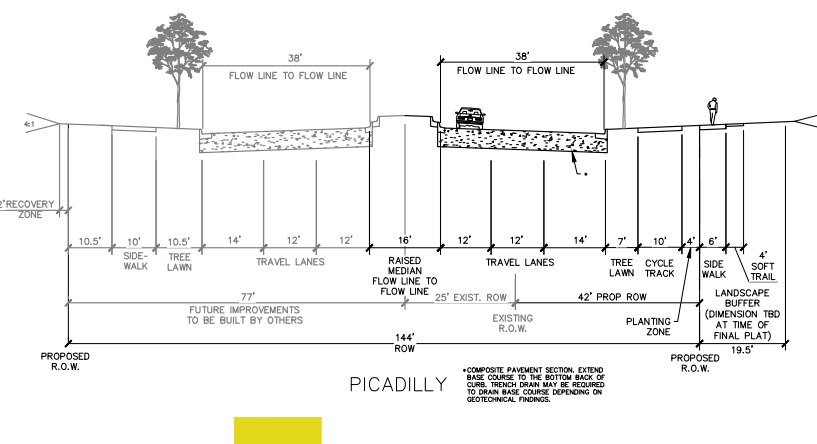 38'
FLOW LINE TO FLOW LINE
38'
FLOW LINE TO FLOW LINE
4:1
2' RECOVERY
ZONE
10.5'
10'
SIDE-
WALK
10.5'
TREE
LAWN
14'
12'
12'
TRAVEL LANES
16'
RAISED
MEDIAN
FLOW LINE TO
FLOW LINE
12'
12'
14'
TRAVEL LANES
7'
TREE
LAWN
10'
CYCLE
TRACK
4'
PLANTING
ZONE
6'
SIDE
WALK
4'
SOFT
TRAIL
77'
FUTURE IMPROVEMENTS
TO BE BUILT BY OTHERS
25' EXIST. ROW
EXISTING
R.O.W.
42' PROP ROW
LANDSCAPE
BUFFER
(DIMENSION TBD
AT TIME OF
FINAL PLAT)
19.5'
144'
ROW
PROPOSED
R.O.W.
PROPOSED
R.O.W.
PICADILLY
*COMPOSITE PAVEMENT SECTION. EXTEND
BASE COURSE TO THE BOTTOM BACK OF
CURB. TRENCH DRAIN MAY BE REQUIRED
TO DRAIN BASE COURSE DEPENDING ON
GEOTECHNICAL FINDINGS.